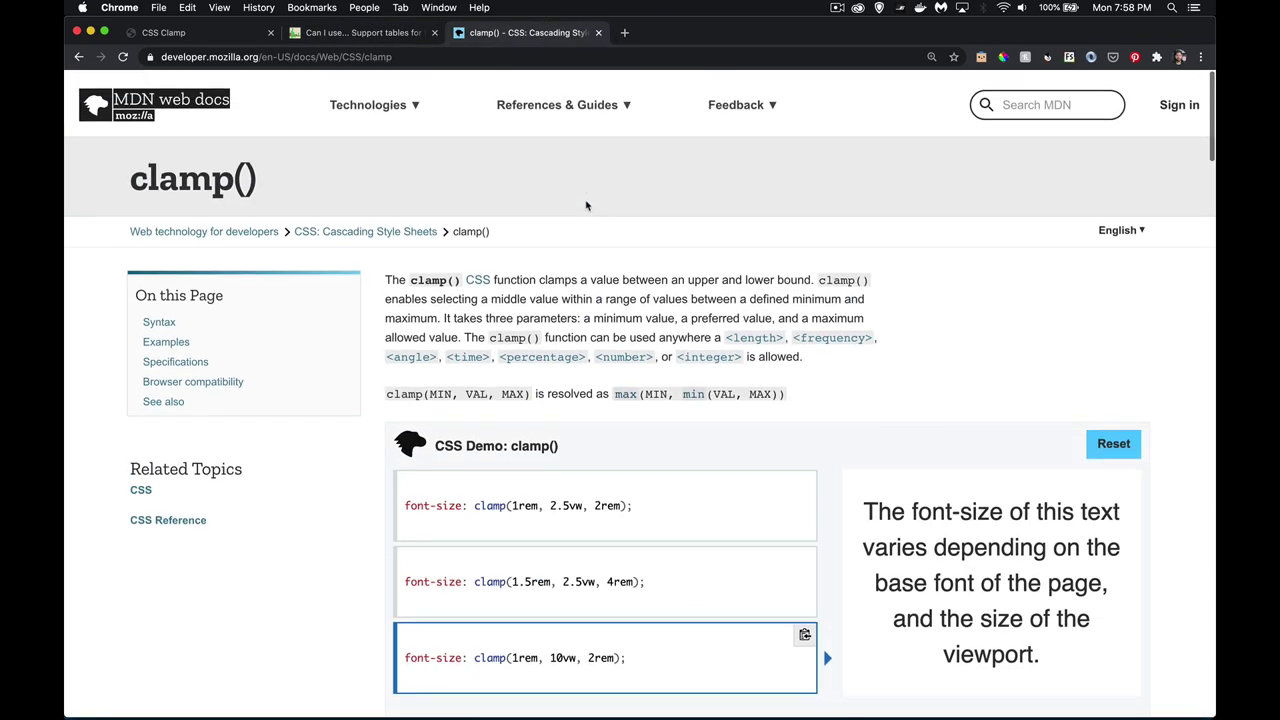 Chrome File Edit View History Bookmarks People Tab Window Help 100% Mon 7:58 PM
CSS Clamp
Can I use... Support tables for
clamp() - CSS: Cascading Style
developer.mozilla.org/en-US/docs/Web/CSS/clamp
MDN web docs
moz://a
Technologies ▼
References & Guides ▼
Feedback ▼
Search MDN
Sign in
clamp()
Web technology for developers > CSS: Cascading Style Sheets > clamp()
English ▼
On this Page
Syntax
Examples
Specifications
Browser compatibility
See also
Related Topics
CSS
CSS Reference
The clamp() CSS function clamps a value between an upper and lower bound. clamp()
enables selecting a middle value within a range of values between a defined minimum and
maximum. It takes three parameters: a minimum value, a preferred value, and a maximum
allowed value. The clamp() function can be used anywhere a <length>, <frequency>,
<angle>, <time>, <percentage>, <number>, or <integer> is allowed.
clamp(MIN, VAL, MAX) is resolved as max(MIN, min(VAL, MAX))
CSS Demo: clamp()
Reset
font-size: clamp(1rem, 2.5vw, 2rem);
font-size: clamp(1.5rem, 2.5vw, 4rem);
font-size: clamp(1rem, 10vw, 2rem);
The font-size of this text
varies depending on the
base font of the page,
and the size of the
viewport.